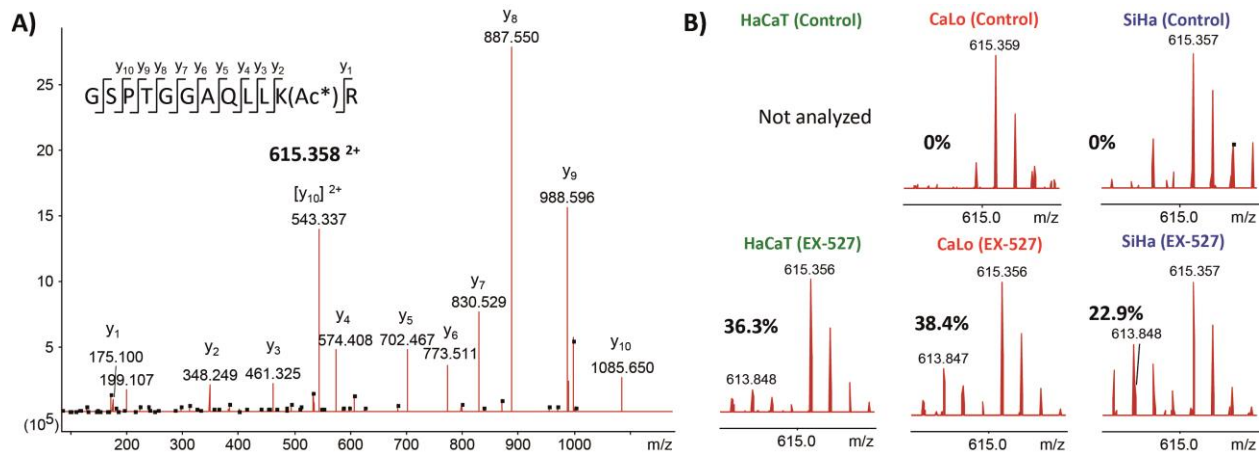 A)
y8
887.550
y10 y9 y8 y7 y6 y5 y4 y3 y2 y1
GSPTGGAQLLK(Ac*)R
615.358 2+
[y10] 2+
543.337
y9
988.596
y7
830.529
y1
175.100
199.107
y2
348.249
y3
461.325
y4
574.408
y5
702.467
y6
773.511
y10
1085.650
25
20
15
10
5
(10^5)
200 300 400 500 600 700 800 900 1000 m/z
B)
HaCaT (Control)
Not analyzed
CaLo (Control)
615.359
0%
615.0 m/z
SiHa (Control)
615.357
0%
615.0 m/z
HaCaT (EX-527)
615.356
36.3%
613.848
615.0 m/z
CaLo (EX-527)
615.356
38.4%
613.847
615.0 m/z
SiHa (EX-527)
615.357
22.9%
613.848
615.0 m/z